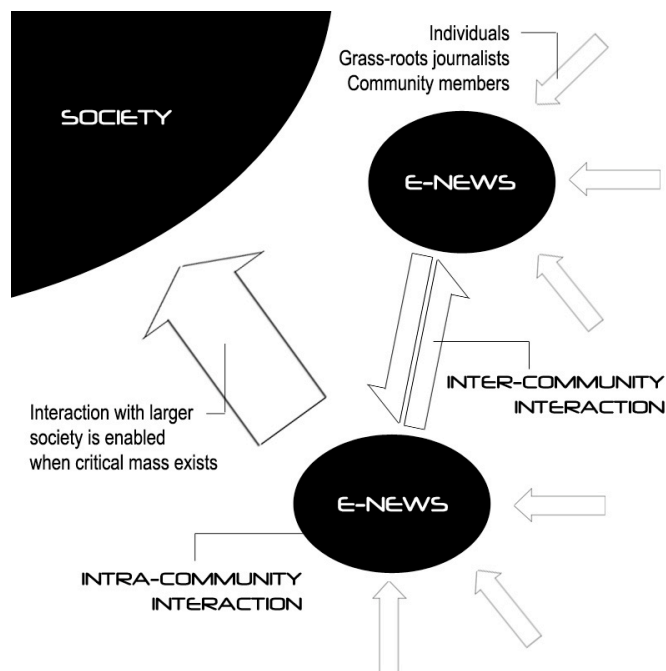 Individuals
Grass-roots journalists
Community members
SOCIETY
E-NEWS
INTER-COMMUNITY
INTERACTION
Interaction with larger
society is enabled
when critical mass exists
E-NEWS
INTRA-COMMUNITY
INTERACTION